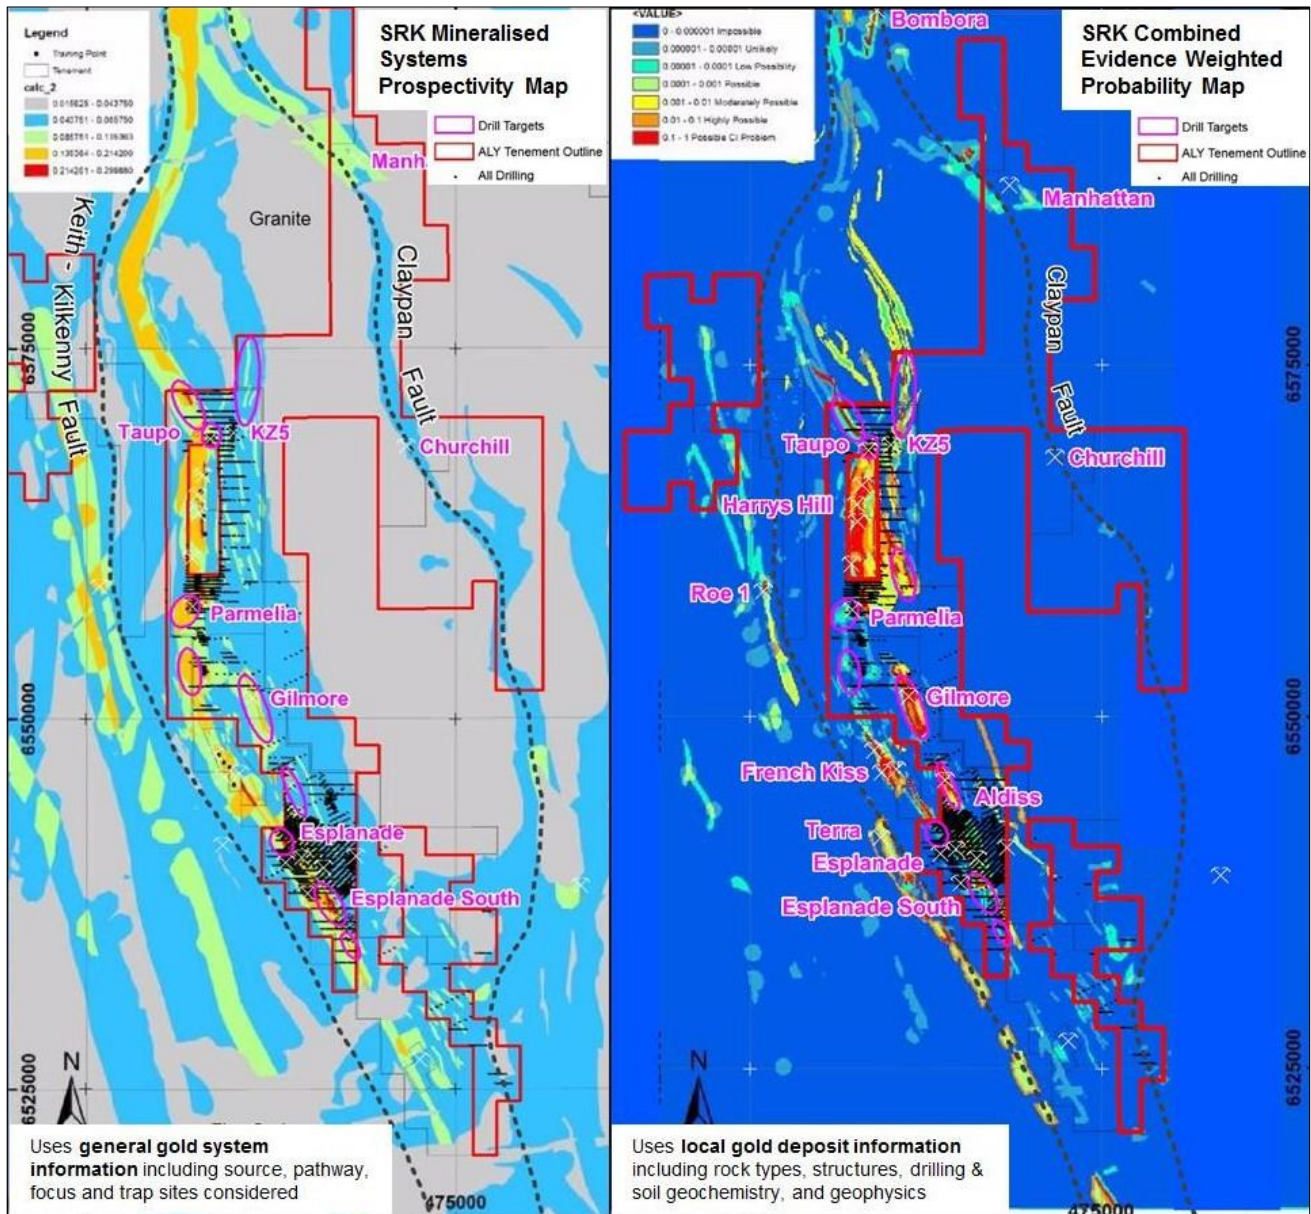 Legend
Training Point
Tenement
calc_2
0.015625 - 0.043750
SRK Mineralised
Systems
Prospectivity Map
Drill Targets
ALY Tenement Outline
All Drilling
Manh
Granite
Keith - Kilkenny
Fault
Claypan
Fault
6575000
Taupo
KZ5
Churchill
Parmelia
Gilmore
6550000
Esplanade
Esplanade South
N
6525000
475000
Uses general gold system
information including source, pathway,
focus and trap sites considered
<VALUE>
0 - 0.000001 Impossible
0.000001 - 0.00001 Unlikely
0.00001 - 0.0001 Low Possibility
0.0001 - 0.001 Possible
0.001 - 0.01 Moderately Possible
0.01 - 0.1 Highly Possible
0.1 - 1 Possible CI Problem
Bombora
SRK Combined
Evidence Weighted
Probability Map
Drill Targets
ALY Tenement Outline
All Drilling
Manhattan
Claypan
Fault
6575000
Taupo
KZ5
Churchill
Harrys Hill
Roe 1
Parmelia
Gilmore
6550000
French Kiss
Aldiss
Terra
Esplanade
Esplanade South
N
6525000
475000
Uses local gold deposit information
including rock types, structures, drilling &
soil geochemistry, and geophysics